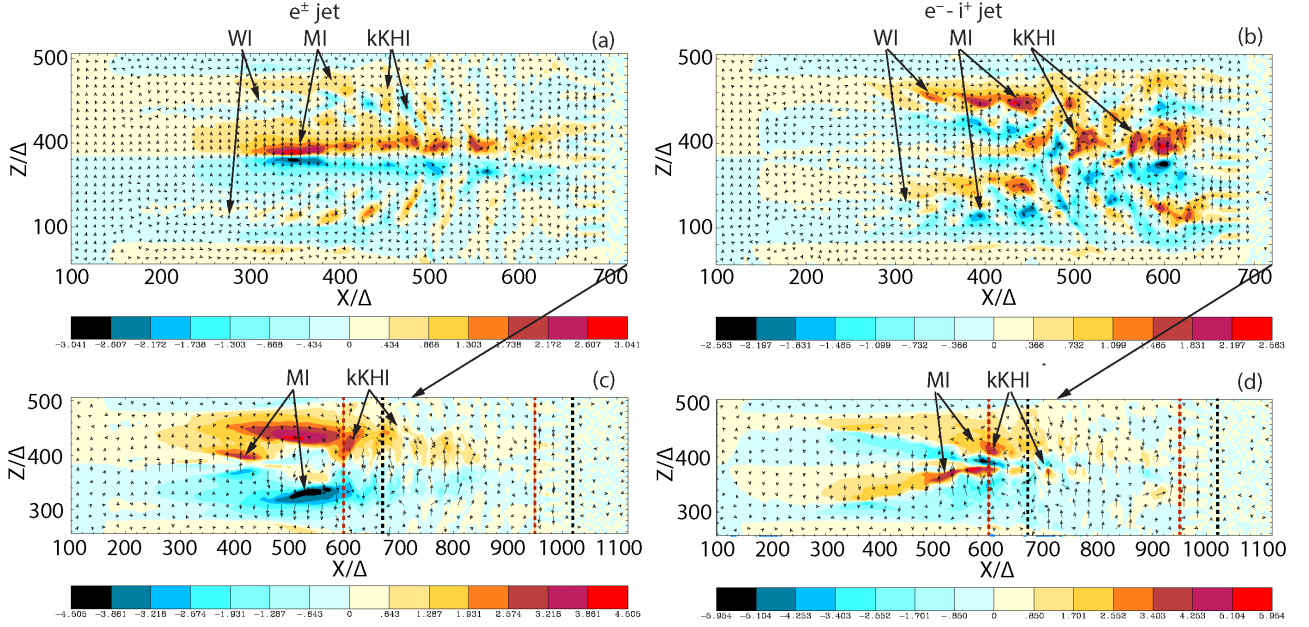 e± jet
e⁻ - i⁺ jet
WI MI kKHI (a)
WI MI kKHI (b)
500
400
100
Z/Δ
100 200 300 400 500 600 700
X/Δ
500
400
100
Z/Δ
100 200 300 400 500 600 700
X/Δ
-3.041 -2.607 -2.172 -1.738 -1.303 -.868 -.434 0 .434 .868 1.303 1.738 2.172 2.607 3.041
-2.563 -2.197 -1.831 -1.465 -1.099 -.732 -.366 0 .366 .732 1.099 1.465 1.831 2.197 2.563
MI kKHI (c)
MI kKHI (d)
500
400
300
Z/Δ
100 200 300 400 500 600 700 800 900 1000 1100
X/Δ
500
400
300
Z/Δ
100 200 300 400 500 600 700 800 900 1000 1100
X/Δ
-4.505 -3.861 -3.218 -2.574 -1.931 -1.287 -.643 0 .643 1.287 1.931 2.574 3.218 3.861 4.505
-5.954 -5.104 -4.253 -3.403 -2.552 -1.701 -.850 0 .850 1.701 2.552 3.403 4.253 5.104 5.954